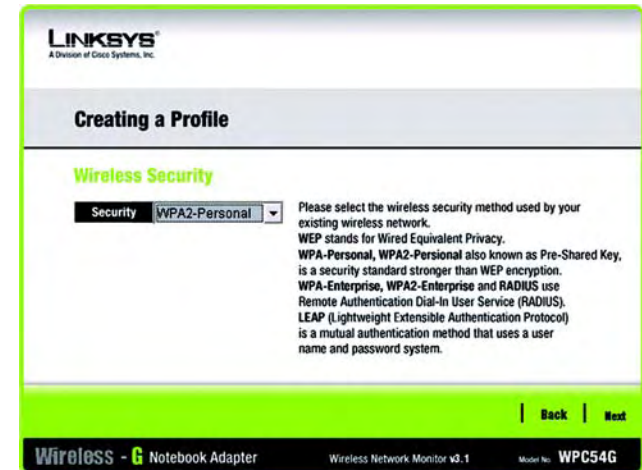 LINKSYS®
A Division of Cisco Systems, Inc.
Creating a Profile
Wireless Security
Security WPA2-Personal
Please select the wireless security method used by your
existing wireless network.
WEP stands for Wired Equivalent Privacy.
WPA-Personal, WPA2-Persional also known as Pre-Shared Key,
is a security standard stronger than WEP encryption.
WPA-Enterprise, WPA2-Enterprise and RADIUS use
Remote Authentication Dial-In User Service (RADIUS).
LEAP (Lightweight Extensible Authentication Protocol)
is a mutual authentication method that uses a user
name and password system.
Back Next
Wireless - G Notebook Adapter Wireless Network Monitor v3.1 Model No. WPC54G